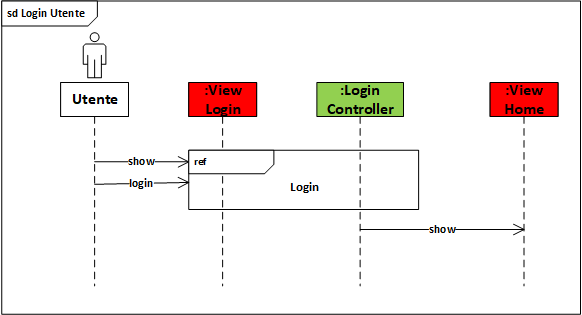 sd Login Utente
Utente
:View
Login
:Login
Controller
:View
Home
show
ref
login
Login
show